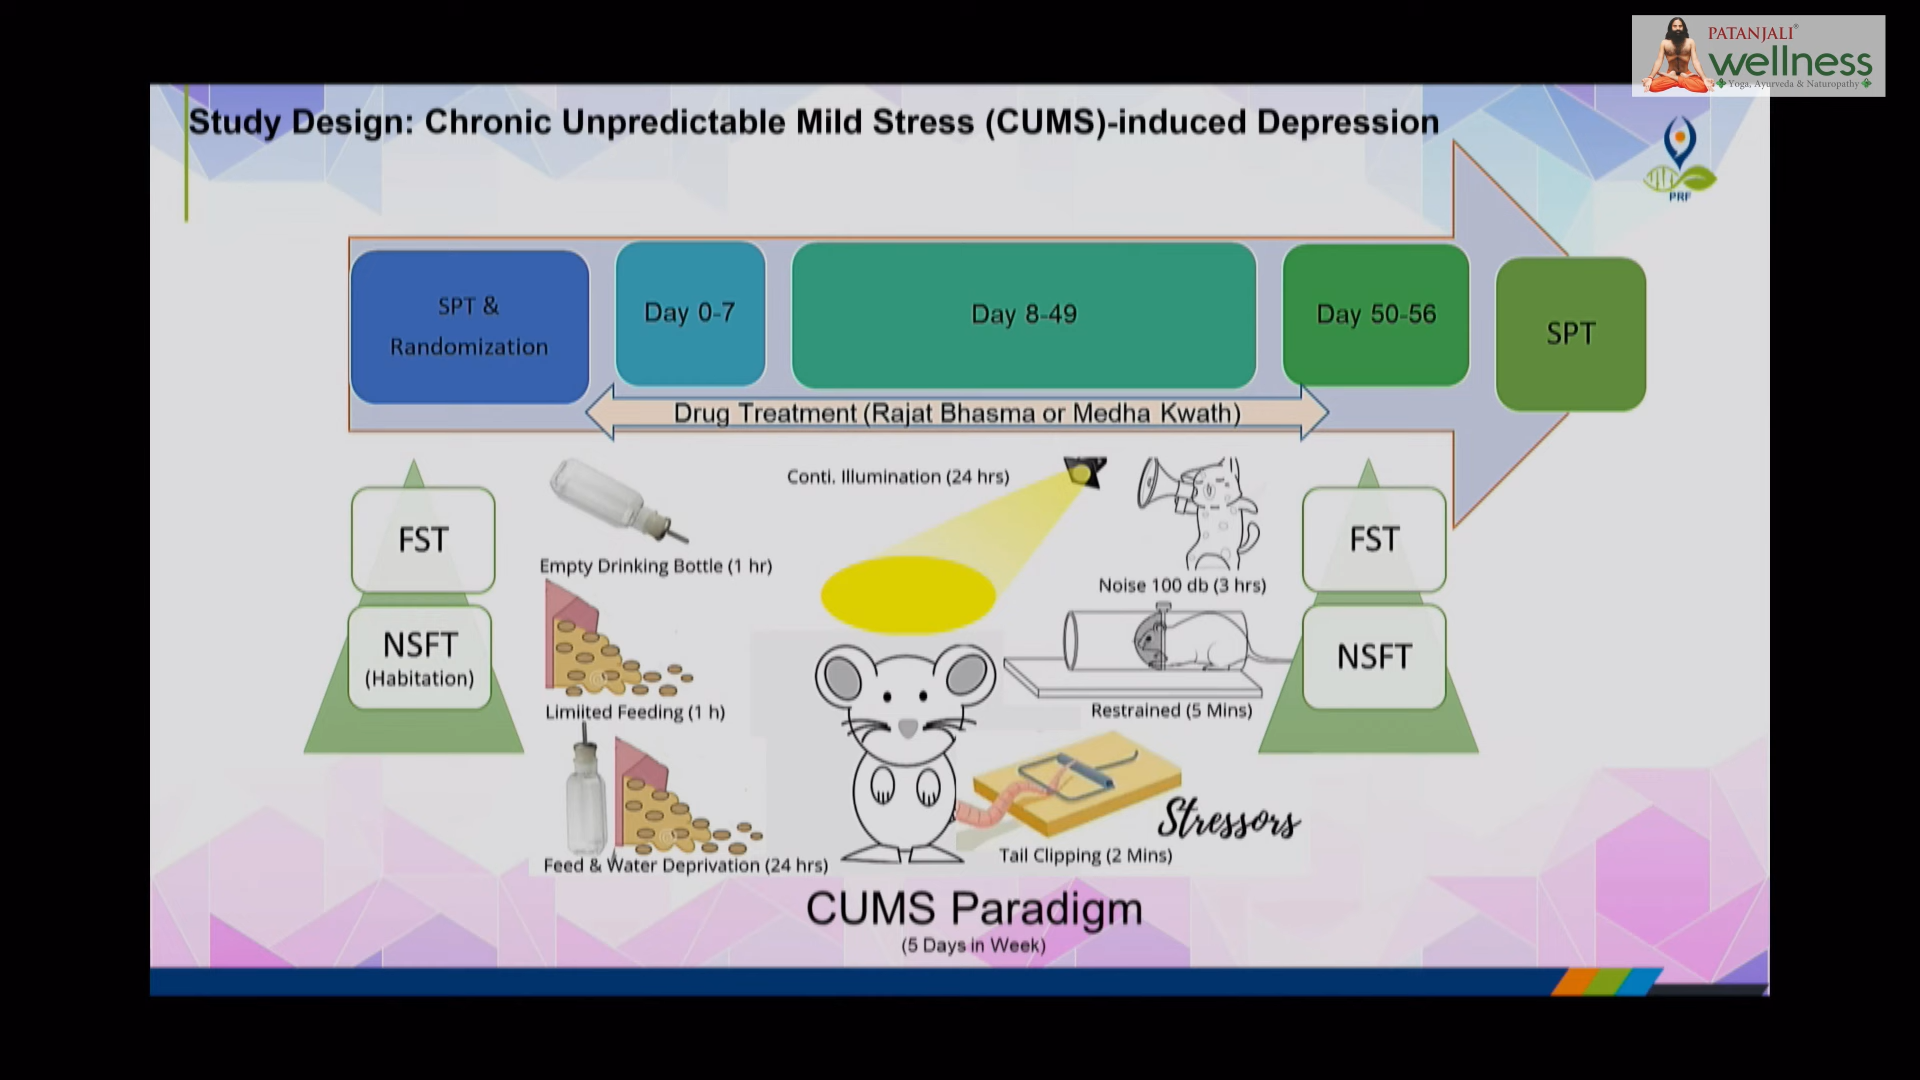 PATANJALI®
wellness
Yoga, Ayurveda & Naturopathy
Study Design: Chronic Unpredictable Mild Stress (CUMS)-induced Depression
PRF
SPT &
Randomization
Day 0-7
Day 8-49
Day 50-56
SPT
Drug Treatment (Rajat Bhasma or Medha Kwath)
FST
NSFT
(Habitation)
Empty Drinking Bottle (1 hr)
Limiited Feeding (1 h)
Feed & Water Deprivation (24 hrs)
Conti. Illumination (24 hrs)
Noise 100 db (3 hrs)
Restrained (5 Mins)
Tail Clipping (2 Mins)
Stressors
FST
NSFT
CUMS Paradigm
(5 Days in Week)